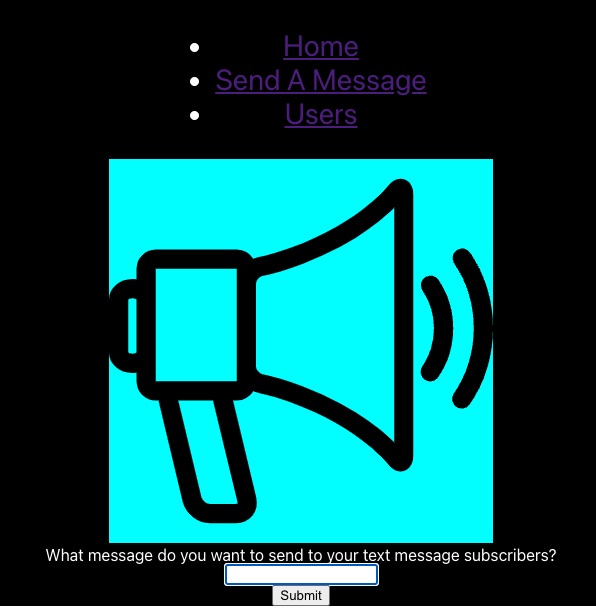 Home
Send A Message
Users
What message do you want to send to your text message subscribers?
Submit